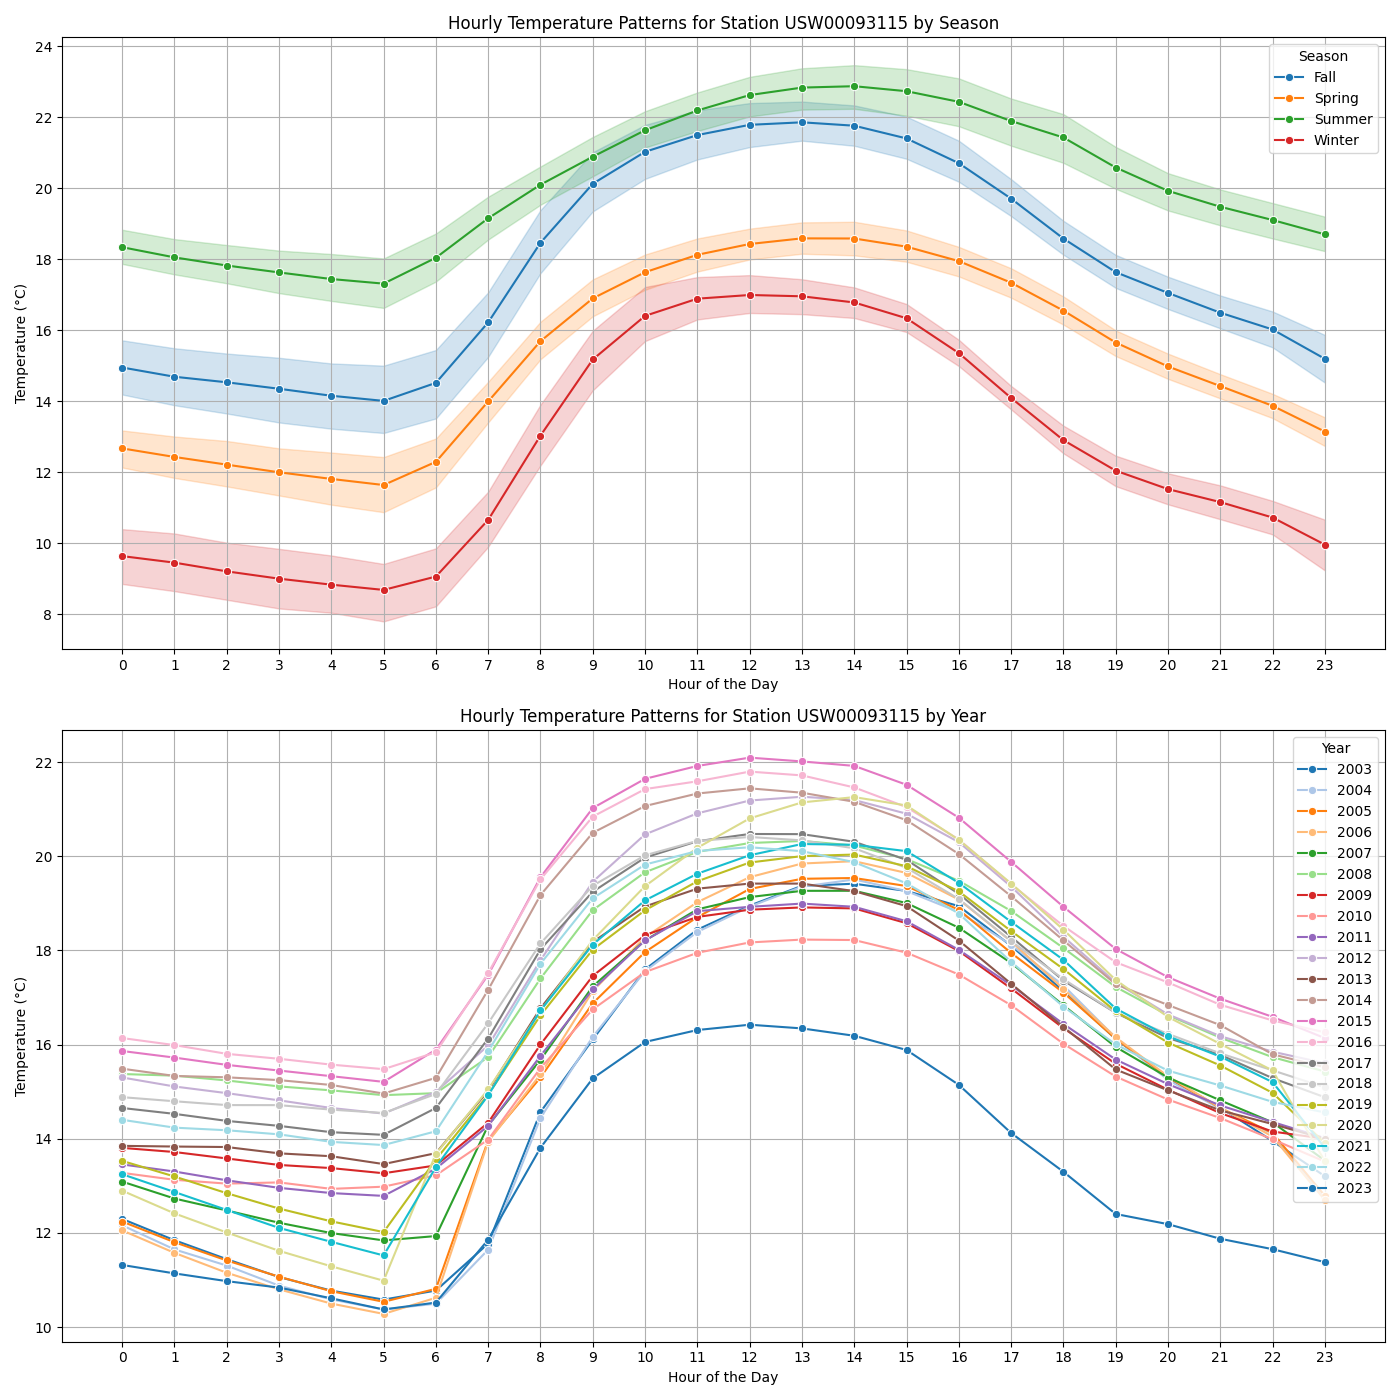 Hourly Temperature Patterns for Station USW00093115 by Season
24
22
20
18
16
14
12
10
8
Temperature (°C)
Season
Fall
Spring
Summer
Winter
0 1 2 3 4 5 6 7 8 9 10 11 12 13 14 15 16 17 18 19 20 21 22 23
Hour of the Day
Hourly Temperature Patterns for Station USW00093115 by Year
22
20
18
16
14
12
10
Temperature (°C)
Year
2003
2004
2005
2006
2007
2008
2009
2010
2011
2012
2013
2014
2015
2016
2017
2018
2019
2020
2021
2022
2023
0 1 2 3 4 5 6 7 8 9 10 11 12 13 14 15 16 17 18 19 20 21 22 23
Hour of the Day